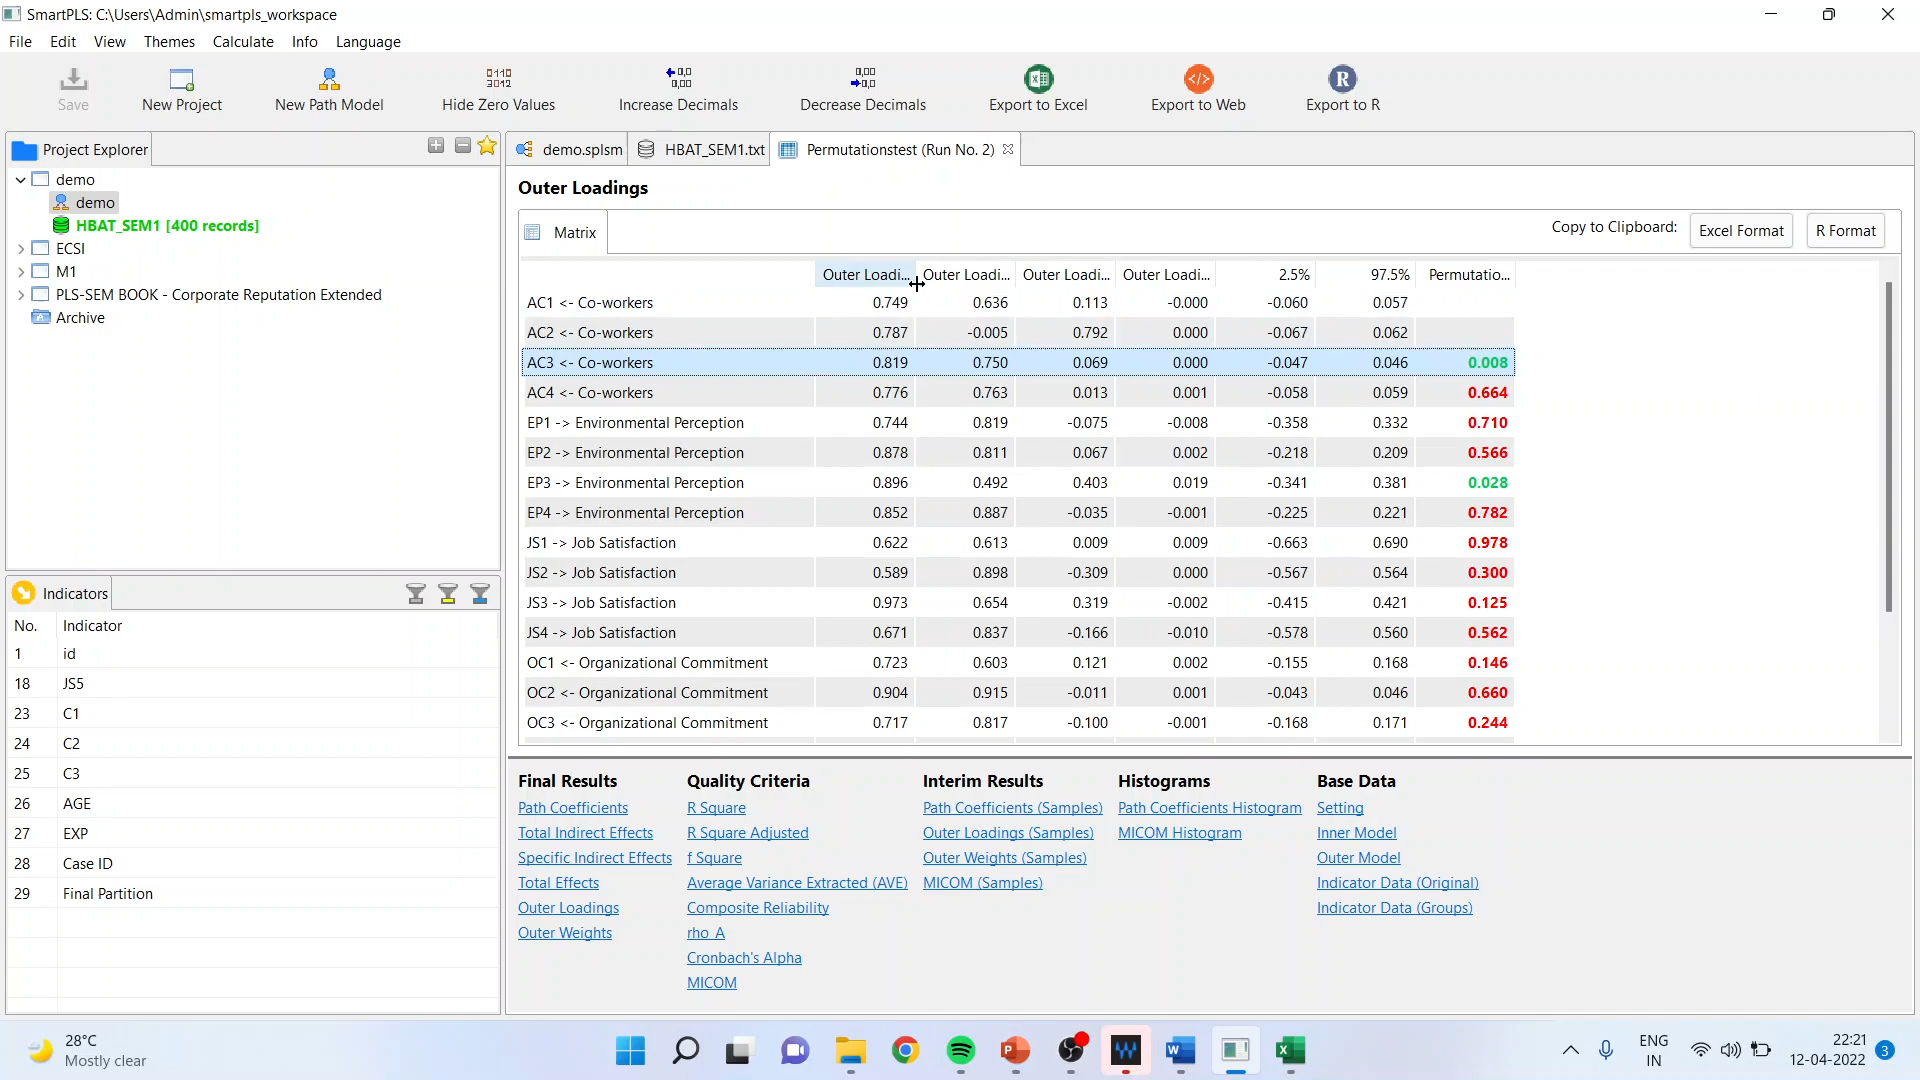 SmartPLS: C:\Users\Admin\smartpls_workspace
File Edit View Themes Calculate Info Language
Save New Project New Path Model Hide Zero Values Increase Decimals Decrease Decimals Export to Excel Export to Web Export to R
Project Explorer
demo
demo
HBAT_SEM1 [400 records]
ECSI
M1
PLS-SEM BOOK - Corporate Reputation Extended
Archive
Indicators
No. Indicator
1 id
18 JS5
23 C1
24 C2
25 C3
26 AGE
27 EXP
28 Case ID
29 Final Partition
demo.splsm HBAT_SEM1.txt Permutationstest (Run No. 2)
Outer Loadings
Matrix Copy to Clipboard: Excel Format R Format
Outer Loadi... Outer Loadi... Outer Loadi... Outer Loadi... 2.5% 97.5% Permutatio...
AC1 <- Co-workers 0.749 0.636 0.113 -0.000 -0.060 0.057
AC2 <- Co-workers 0.787 -0.005 0.792 0.000 -0.067 0.062
AC3 <- Co-workers 0.819 0.750 0.069 0.000 -0.047 0.046 0.008
AC4 <- Co-workers 0.776 0.763 0.013 0.001 -0.058 0.059 0.664
EP1 -> Environmental Perception 0.744 0.819 -0.075 -0.008 -0.358 0.332 0.710
EP2 -> Environmental Perception 0.878 0.811 0.067 0.002 -0.218 0.209 0.566
EP3 -> Environmental Perception 0.896 0.492 0.403 0.019 -0.341 0.381 0.028
EP4 -> Environmental Perception 0.852 0.887 -0.035 -0.001 -0.225 0.221 0.782
JS1 -> Job Satisfaction 0.622 0.613 0.009 0.009 -0.663 0.690 0.978
JS2 -> Job Satisfaction 0.589 0.898 -0.309 0.000 -0.567 0.564 0.300
JS3 -> Job Satisfaction 0.973 0.654 0.319 -0.002 -0.415 0.421 0.125
JS4 -> Job Satisfaction 0.671 0.837 -0.166 -0.010 -0.578 0.560 0.562
OC1 <- Organizational Commitment 0.723 0.603 0.121 0.002 -0.155 0.168 0.146
OC2 <- Organizational Commitment 0.904 0.915 -0.011 0.001 -0.043 0.046 0.660
OC3 <- Organizational Commitment 0.717 0.817 -0.100 -0.001 -0.168 0.171 0.244
Final Results Quality Criteria Interim Results Histograms Base Data
Path Coefficients R Square Path Coefficients (Samples) Path Coefficients Histogram Setting
Total Indirect Effects R Square Adjusted Outer Loadings (Samples) MICOM Histogram Inner Model
Specific Indirect Effects f Square Outer Weights (Samples) Outer Model
Total Effects Average Variance Extracted (AVE) MICOM (Samples) Indicator Data (Original)
Outer Loadings Composite Reliability Indicator Data (Groups)
Outer Weights rho_A
Cronbach's Alpha
MICOM
28°C
Mostly clear
ENG
IN
22:21
12-04-2022
3